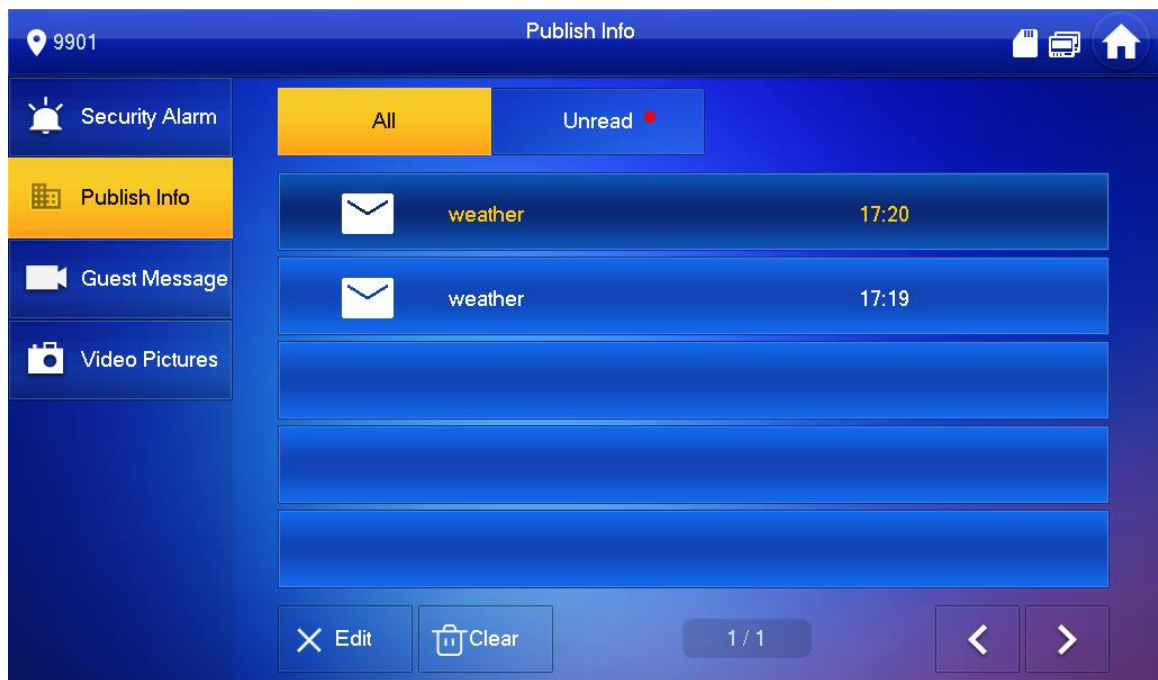 9901
Publish Info
Security Alarm
Publish Info
Guest Message
Video Pictures
All
Unread
weather 17:20
weather 17:19
Edit
Clear
1 / 1